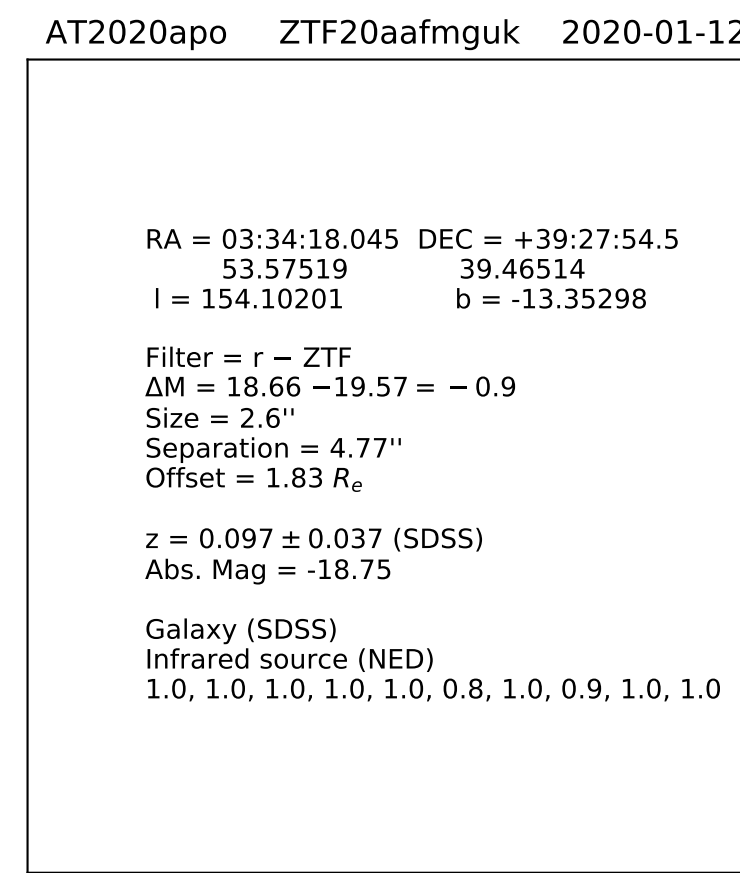 AT2020apo ZTF20aafmguk 2020-01-12
RA = 03:34:18.045 DEC = +39:27:54.5
53.57519 39.46514
l = 154.10201 b = -13.35298
Filter = r − ZTF
ΔM = 18.66 −19.57 = − 0.9
Size = 2.6''
Separation = 4.77''
Offset = 1.83 Re
z = 0.097 ± 0.037 (SDSS)
Abs. Mag = -18.75
Galaxy (SDSS)
Infrared source (NED)
1.0, 1.0, 1.0, 1.0, 1.0, 0.8, 1.0, 0.9, 1.0, 1.0